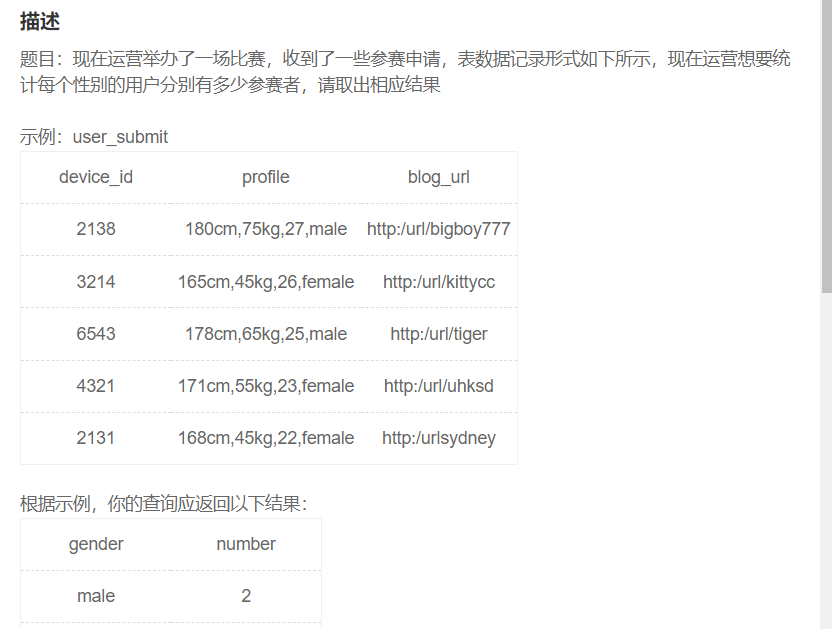 描述
题目：现在运营举办了一场比赛，收到了一些参赛申请，表数据记录形式如下所示，现在运营想要统
计每个性别的用户分别有多少参赛者，请取出相应结果
示例：user_submit
device_id profile blog_url
2138 180cm,75kg,27,male http:/url/bigboy777
3214 165cm,45kg,26,female http:/url/kittycc
6543 178cm,65kg,25,male http:/url/tiger
4321 171cm,55kg,23,female http:/url/uhksd
2131 168cm,45kg,22,female http:/urlsydney
根据示例，你的查询应返回以下结果：
gender number
male 2